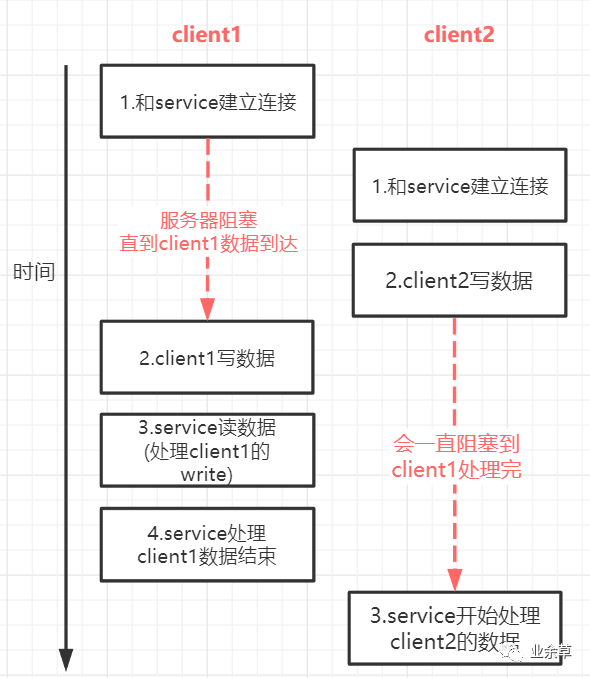 client1
client2
1.和service建立连接
1.和service建立连接
服务器阻塞
直到client1数据到达
时间
2.client2写数据
2.client1写数据
3.service读数据
(处理client1的
write)
会一直阻塞到
client1处理完
4.service处理
client1数据结束
3.service开始处理
client2的数据
业余草